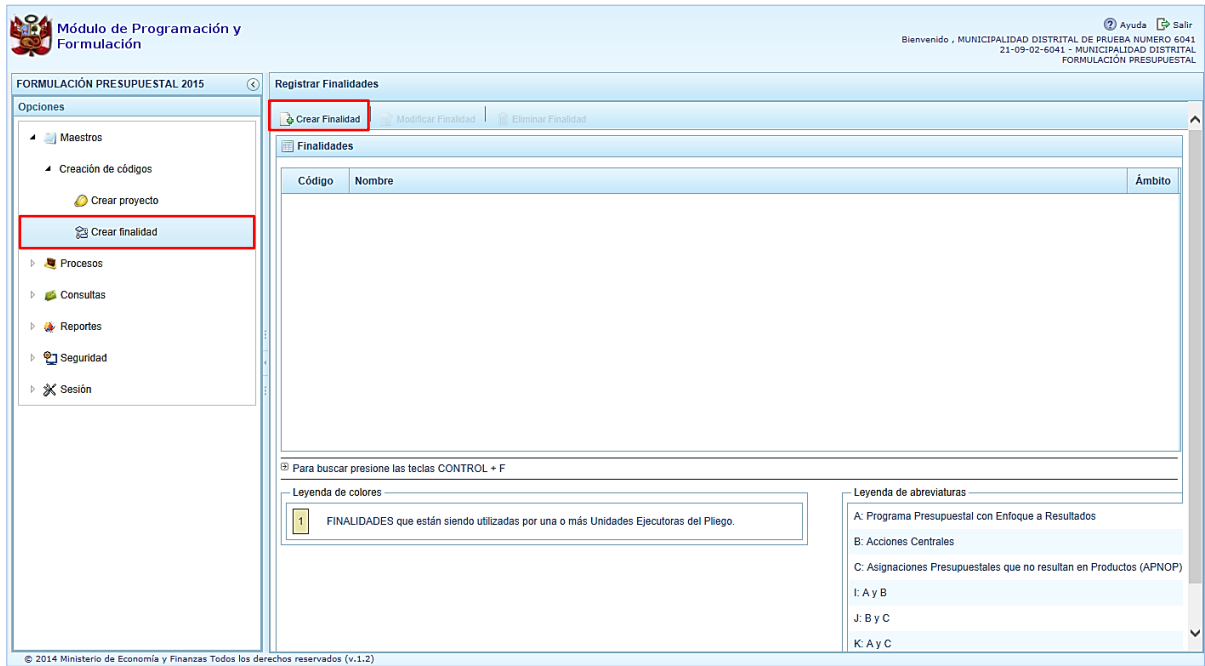 Módulo de Programación y
Formulación
Ayuda Salir
Bienvenido , MUNICIPALIDAD DISTRITAL DE PRUEBA NUMERO 6041
21-09-02-6041 - MUNICIPALIDAD DISTRITAL
FORMULACIÓN PRESUPUESTAL
FORMULACIÓN PRESUPUESTAL 2015
Opciones
Maestros
Creación de códigos
Crear proyecto
Crear finalidad
Procesos
Consultas
Reportes
Seguridad
Sesión
Registrar Finalidades
Crear Finalidad Modificar Finalidad Eliminar Finalidad
Finalidades
Código Nombre Ámbito
Para buscar presione las teclas CONTROL + F
Leyenda de colores
1 FINALIDADES que están siendo utilizadas por una o más Unidades Ejecutoras del Pliego.
Leyenda de abreviaturas
A: Programa Presupuestal con Enfoque a Resultados
B: Acciones Centrales
C: Asignaciones Presupuestales que no resultan en Productos (APNOP)
I: A y B
J: B y C
K: A y C
© 2014 Ministerio de Economía y Finanzas Todos los derechos reservados (v.1.2)